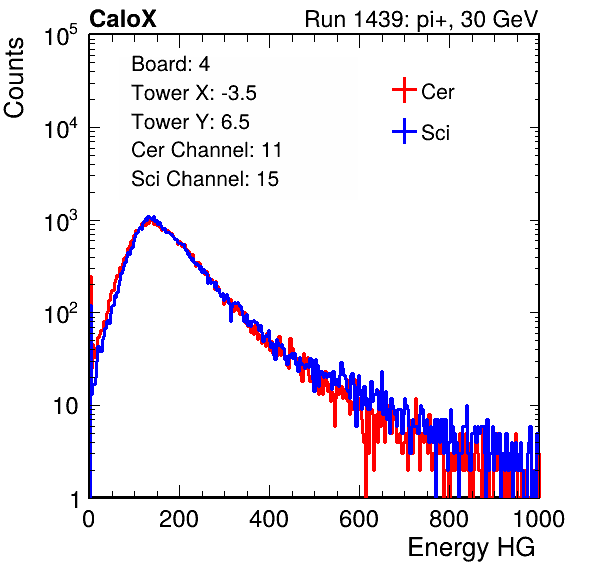 CaloX Run 1439: pi+, 30 GeV
Counts
Board: 4
Tower X: -3.5
Tower Y: 6.5
Cer Channel: 11
Sci Channel: 15
Cer
Sci
10^5
10^4
10^3
10^2
10
1
0 200 400 600 800 1000
Energy HG